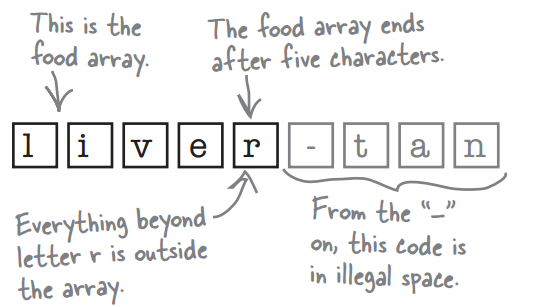 This is the
food array.
The food array ends
after five characters.
l i v e r - t a n
Everything beyond
letter r is outside
the array.
From the “–”
on, this code is
in illegal space.